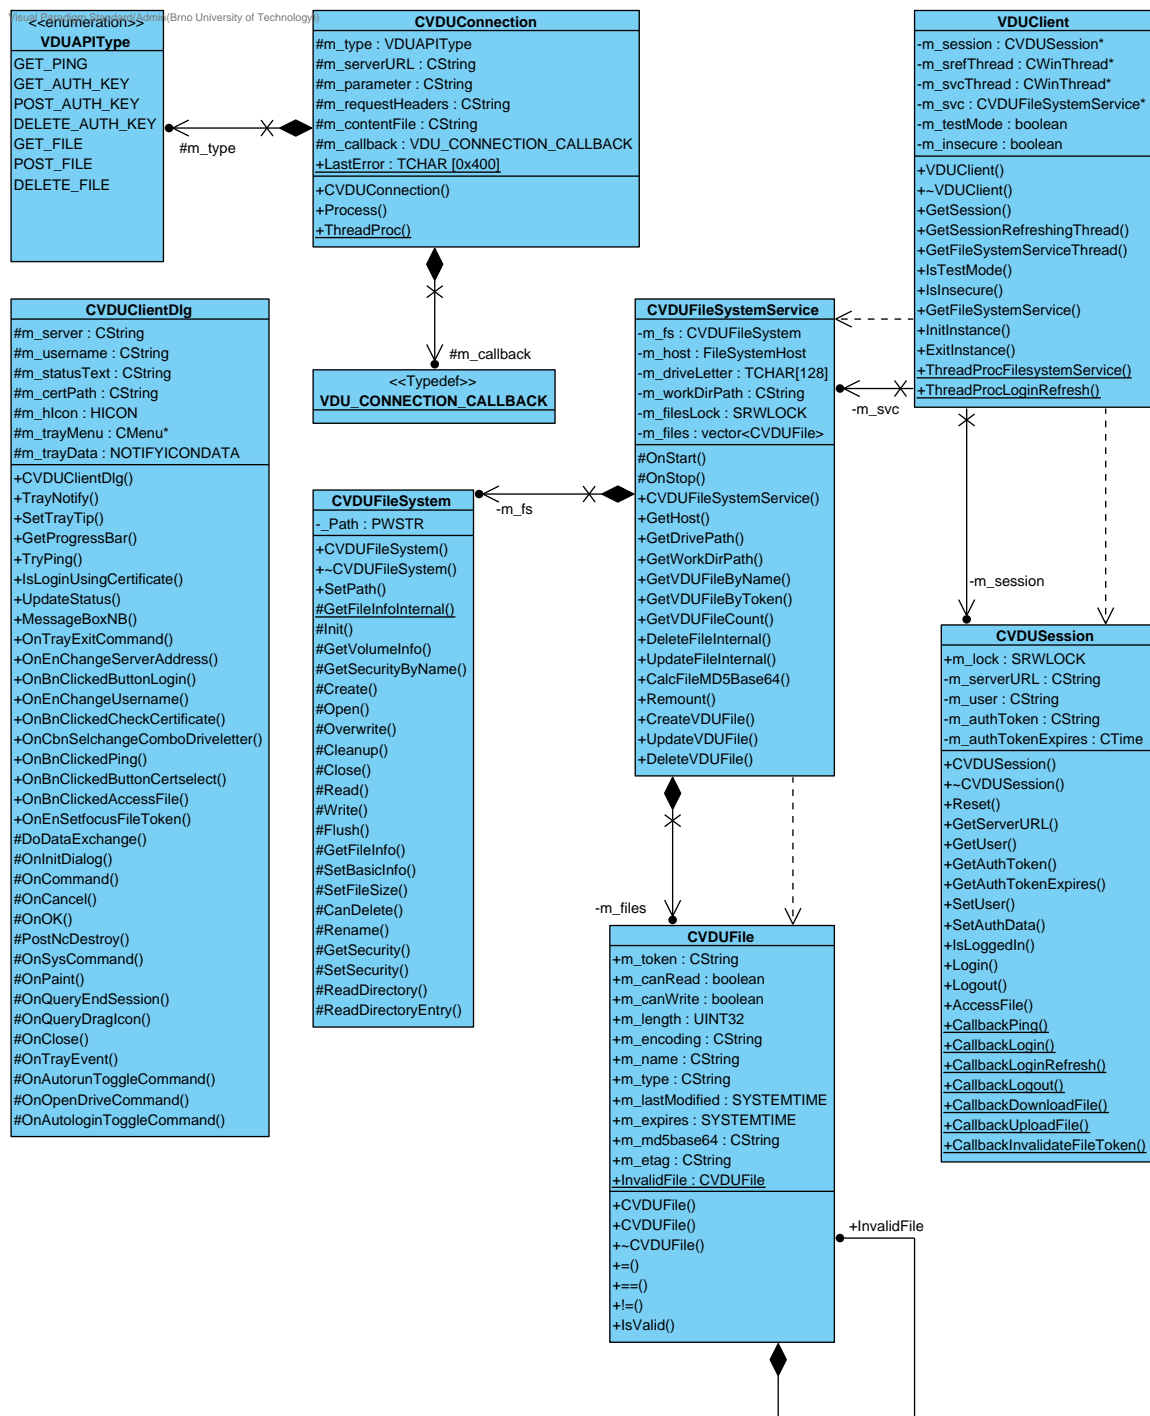 Visual Paradigm Standard(Admin(Brno University of Technology))
<<enumeration>>
VDUAPIType
GET_PING
GET_AUTH_KEY
POST_AUTH_KEY
DELETE_AUTH_KEY
GET_FILE
POST_FILE
DELETE_FILE
#m_type
CVDUConnection
#m_type : VDUAPIType
#m_serverURL : CString
#m_parameter : CString
#m_requestHeaders : CString
#m_contentFile : CString
#m_callback : VDU_CONNECTION_CALLBACK
+LastError : TCHAR [0x400]
+CVDUConnection()
+Process()
+ThreadProc()
#m_callback
<<Typedef>>
VDU_CONNECTION_CALLBACK
VDUClient
-m_session : CVDUSession*
-m_srefThread : CWinThread*
-m_svcThread : CWinThread*
-m_svc : CVDUFileSystemService*
-m_testMode : boolean
-m_insecure : boolean
+VDUClient()
+~VDUClient()
+GetSession()
+GetSessionRefreshingThread()
+GetFileSystemServiceThread()
+IsTestMode()
+IsInsecure()
+GetFileSystemService()
+InitInstance()
+ExitInstance()
+ThreadProcFilesystemService()
+ThreadProcLoginRefresh()
-m_svc
-m_session
CVDUClientDlg
#m_server : CString
#m_username : CString
#m_statusText : CString
#m_certPath : CString
#m_hIcon : HICON
#m_trayMenu : CMenu*
#m_trayData : NOTIFYICONDATA
+CVDUClientDlg()
+TrayNotify()
+SetTrayTip()
+GetProgressBar()
+TryPing()
+IsLoginUsingCertificate()
+UpdateStatus()
+MessageBoxNB()
+OnTrayExitCommand()
+OnEnChangeServerAddress()
+OnBnClickedButtonLogin()
+OnEnChangeUsername()
+OnBnClickedCheckCertificate()
+OnCbnSelchangeComboDriveletter()
+OnBnClickedPing()
+OnBnClickedButtonCertselect()
+OnBnClickedAccessFile()
+OnEnSetfocusFileToken()
#DoDataExchange()
#OnInitDialog()
#OnCommand()
#OnCancel()
#OnOK()
#PostNcDestroy()
#OnSysCommand()
#OnPaint()
#OnQueryEndSession()
#OnQueryDragIcon()
#OnClose()
#OnTrayEvent()
#OnAutorunToggleCommand()
#OnOpenDriveCommand()
#OnAutologinToggleCommand()
CVDUFileSystem
-_Path : PWSTR
+CVDUFileSystem()
+~CVDUFileSystem()
+SetPath()
#GetFileInfoInternal()
#Init()
#GetVolumeInfo()
#GetSecurityByName()
#Create()
#Open()
#Overwrite()
#Cleanup()
#Close()
#Read()
#Write()
#Flush()
#GetFileInfo()
#SetBasicInfo()
#SetFileSize()
#CanDelete()
#Rename()
#GetSecurity()
#SetSecurity()
#ReadDirectory()
#ReadDirectoryEntry()
-m_fs
CVDUFileSystemService
-m_fs : CVDUFileSystem
-m_host : FileSystemHost
-m_driveLetter : TCHAR[128]
-m_workDirPath : CString
-m_filesLock : SRWLOCK
-m_files : vector<CVDUFile>
#OnStart()
#OnStop()
+CVDUFileSystemService()
+GetHost()
+GetDrivePath()
+GetWorkDirPath()
+GetVDUFileByName()
+GetVDUFileByToken()
+GetVDUFileCount()
+DeleteFileInternal()
+UpdateFileInternal()
+CalcFileMD5Base64()
+Remount()
+CreateVDUFile()
+UpdateVDUFile()
+DeleteVDUFile()
-m_files
CVDUSession
+m_lock : SRWLOCK
-m_serverURL : CString
-m_user : CString
-m_authToken : CString
-m_authTokenExpires : CTime
+CVDUSession()
+~CVDUSession()
+Reset()
+GetServerURL()
+GetUser()
+GetAuthToken()
+GetAuthTokenExpires()
+SetUser()
+SetAuthData()
+IsLoggedIn()
+Login()
+Logout()
+AccessFile()
+CallbackPing()
+CallbackLogin()
+CallbackLoginRefresh()
+CallbackLogout()
+CallbackDownloadFile()
+CallbackUploadFile()
+CallbackInvalidateFileToken()
CVDUFile
+m_token : CString
+m_canRead : boolean
+m_canWrite : boolean
+m_length : UINT32
+m_encoding : CString
+m_name : CString
+m_type : CString
+m_lastModified : SYSTEMTIME
+m_expires : SYSTEMTIME
+m_md5base64 : CString
+m_etag : CString
+InvalidFile : CVDUFile
+CVDUFile()
+CVDUFile()
+~CVDUFile()
+=()
+==()
+!=()
+IsValid()
+InvalidFile